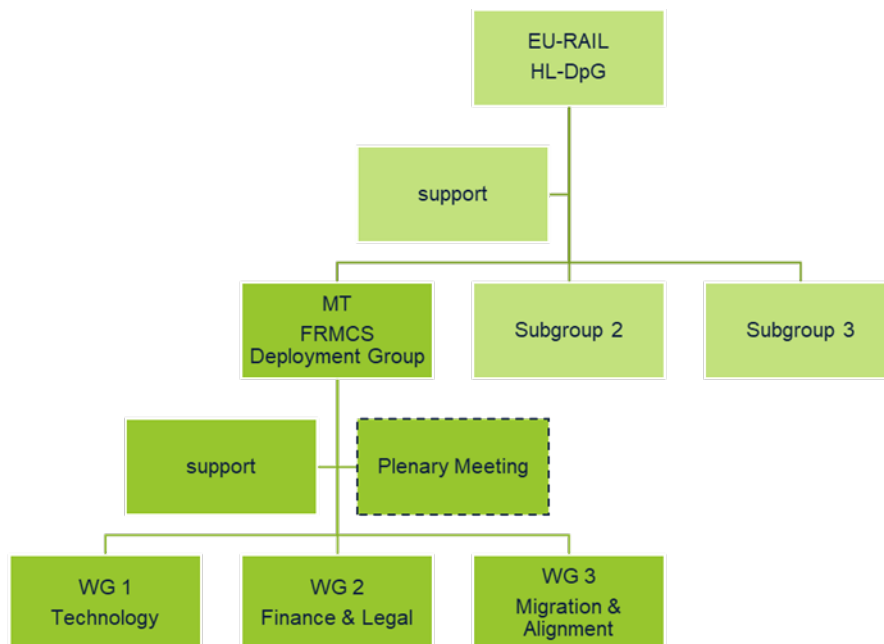 EU-RAIL
HL-DpG
support
MT
FRMCS
Deployment Group
Subgroup 2
Subgroup 3
support
Plenary Meeting
WG 1
Technology
WG 2
Finance & Legal
WG 3
Migration &
Alignment